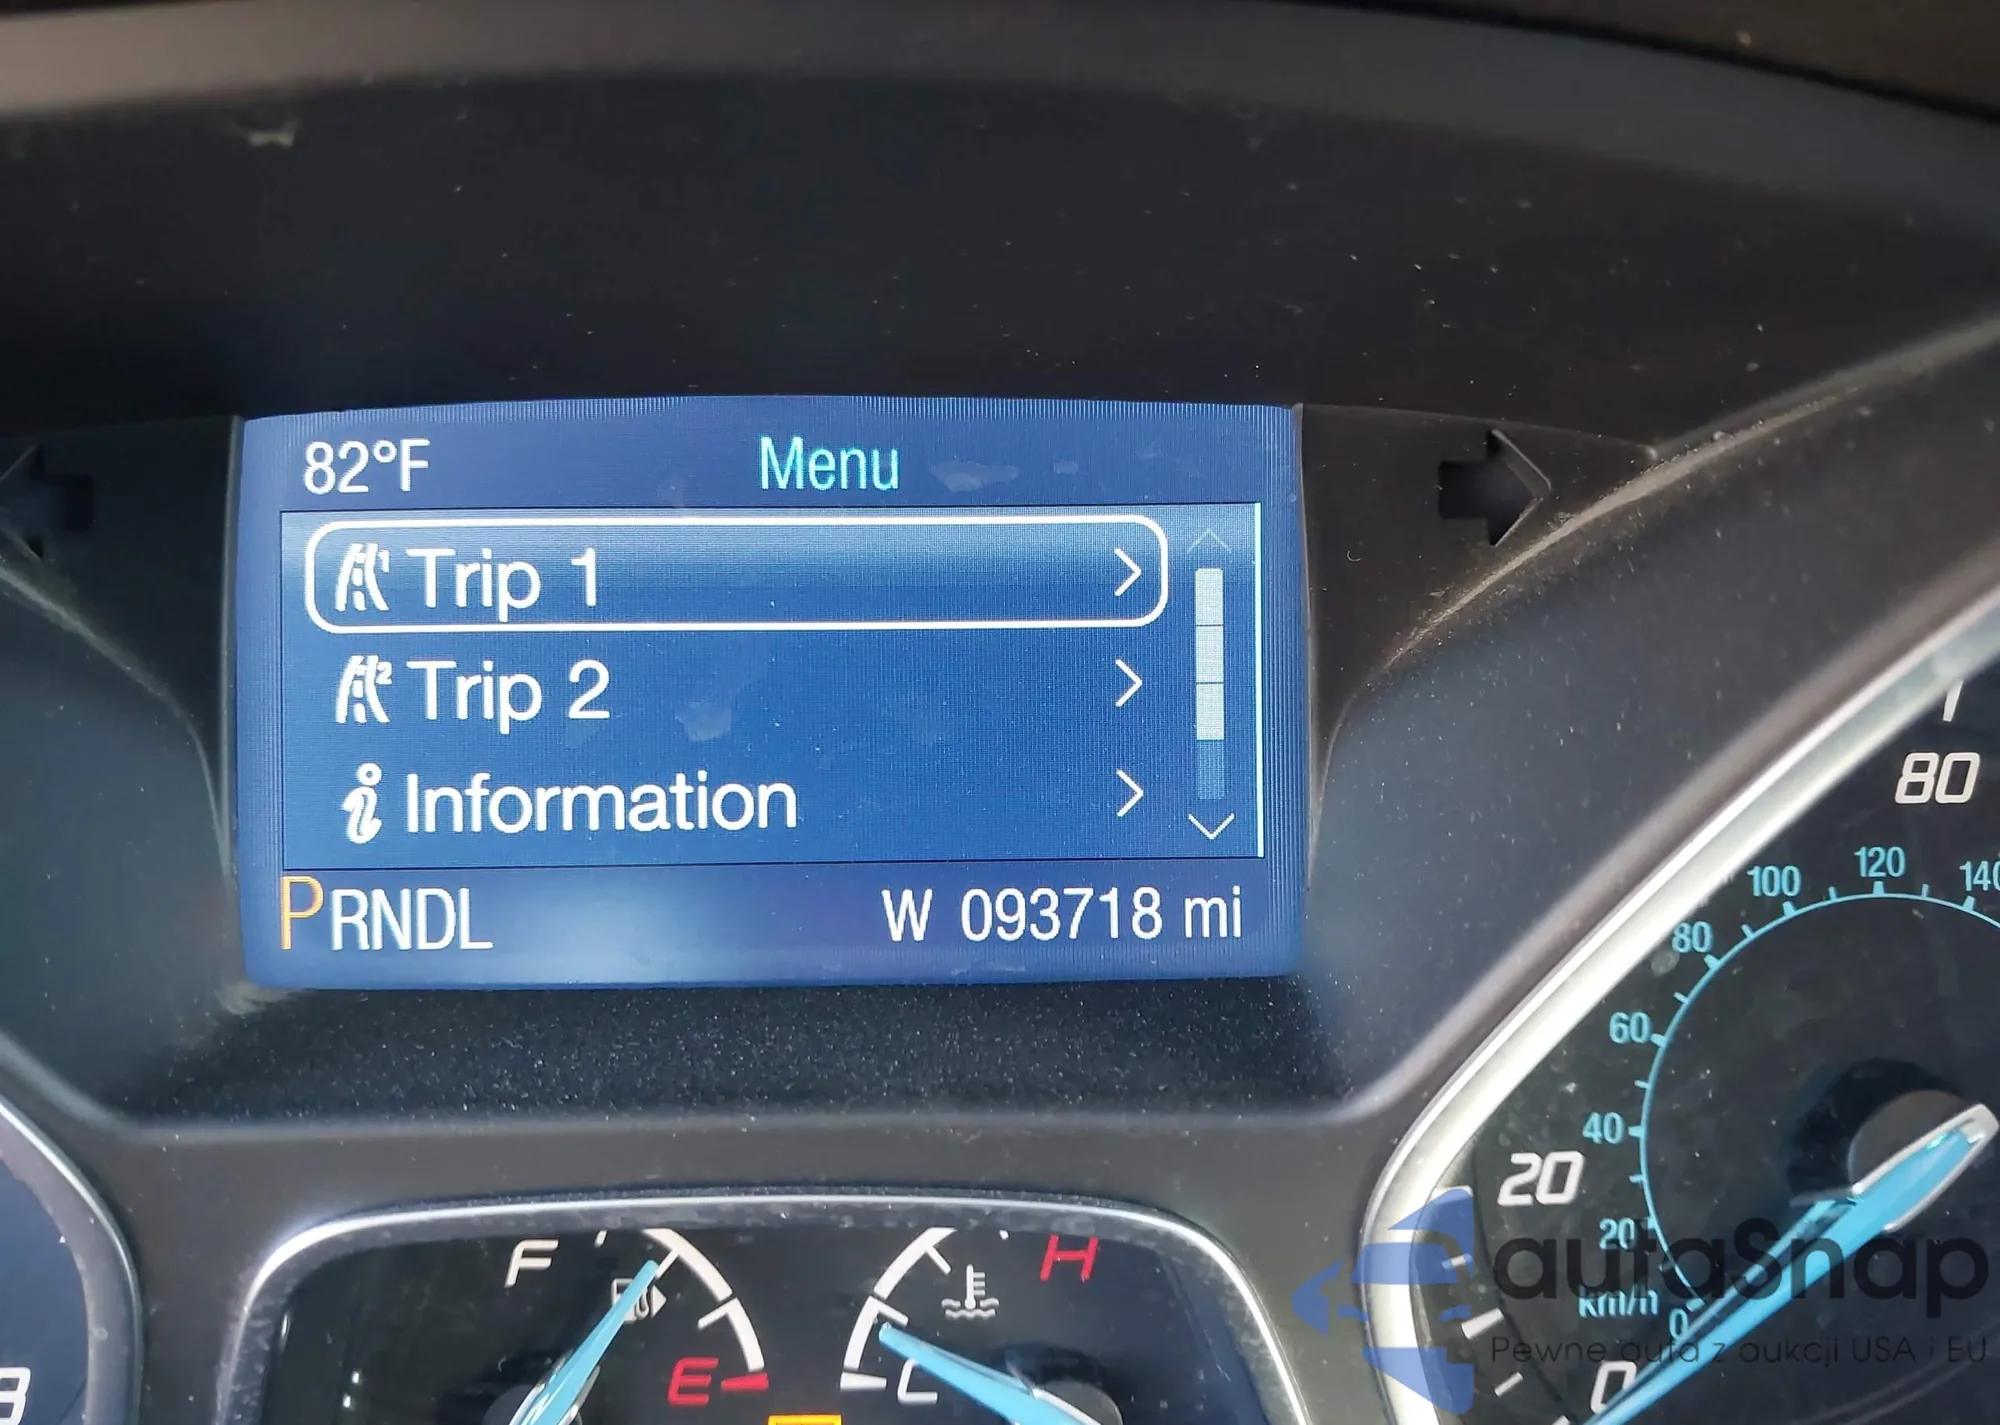 82°F Menu
Trip 1
Trip 2
Information
PRNDL W 093718 mi
80
100 120 140
80
60
40
20
20
km/h
0
0
F H
E C
autaSnap
Pewne auta z aukcji USA i EU